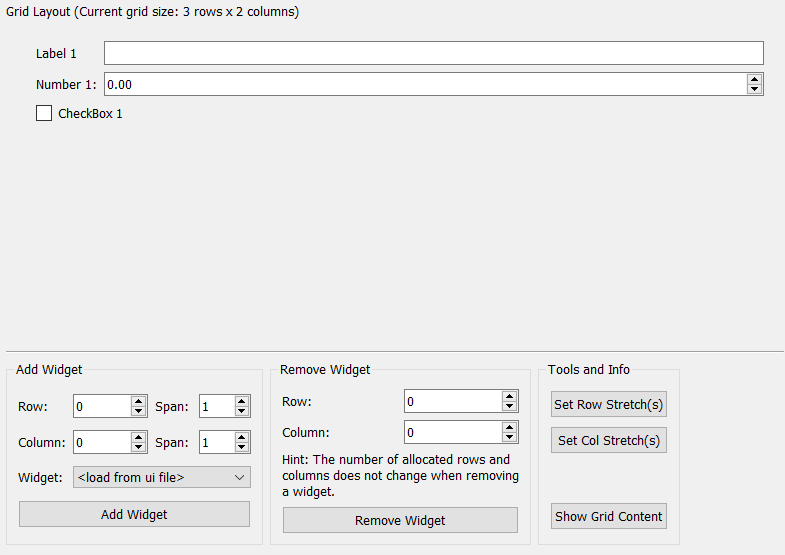 Grid Layout (Current grid size: 3 rows x 2 columns)
Label 1
Number 1: 0.00
CheckBox 1
Add Widget
Row: 0 Span: 1
Column: 0 Span: 1
Widget: <load from ui file>
Add Widget
Remove Widget
Row: 0
Column: 0
Hint: The number of allocated rows and
columns does not change when removing
a widget.
Remove Widget
Tools and Info
Set Row Stretch(s)
Set Col Stretch(s)
Show Grid Content